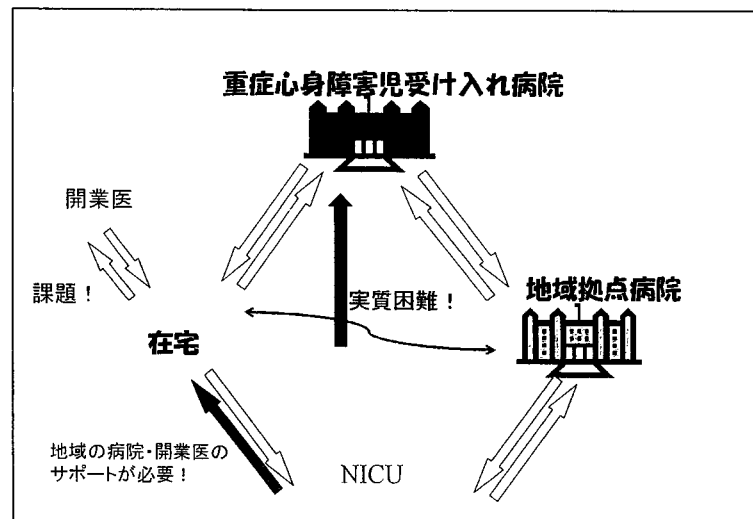 重症心身障害児受け入れ病院
開業医
課題！
実質困難！
地域拠点病院
在宅
地域の病院・開業医の
サポートが必要！
NICU